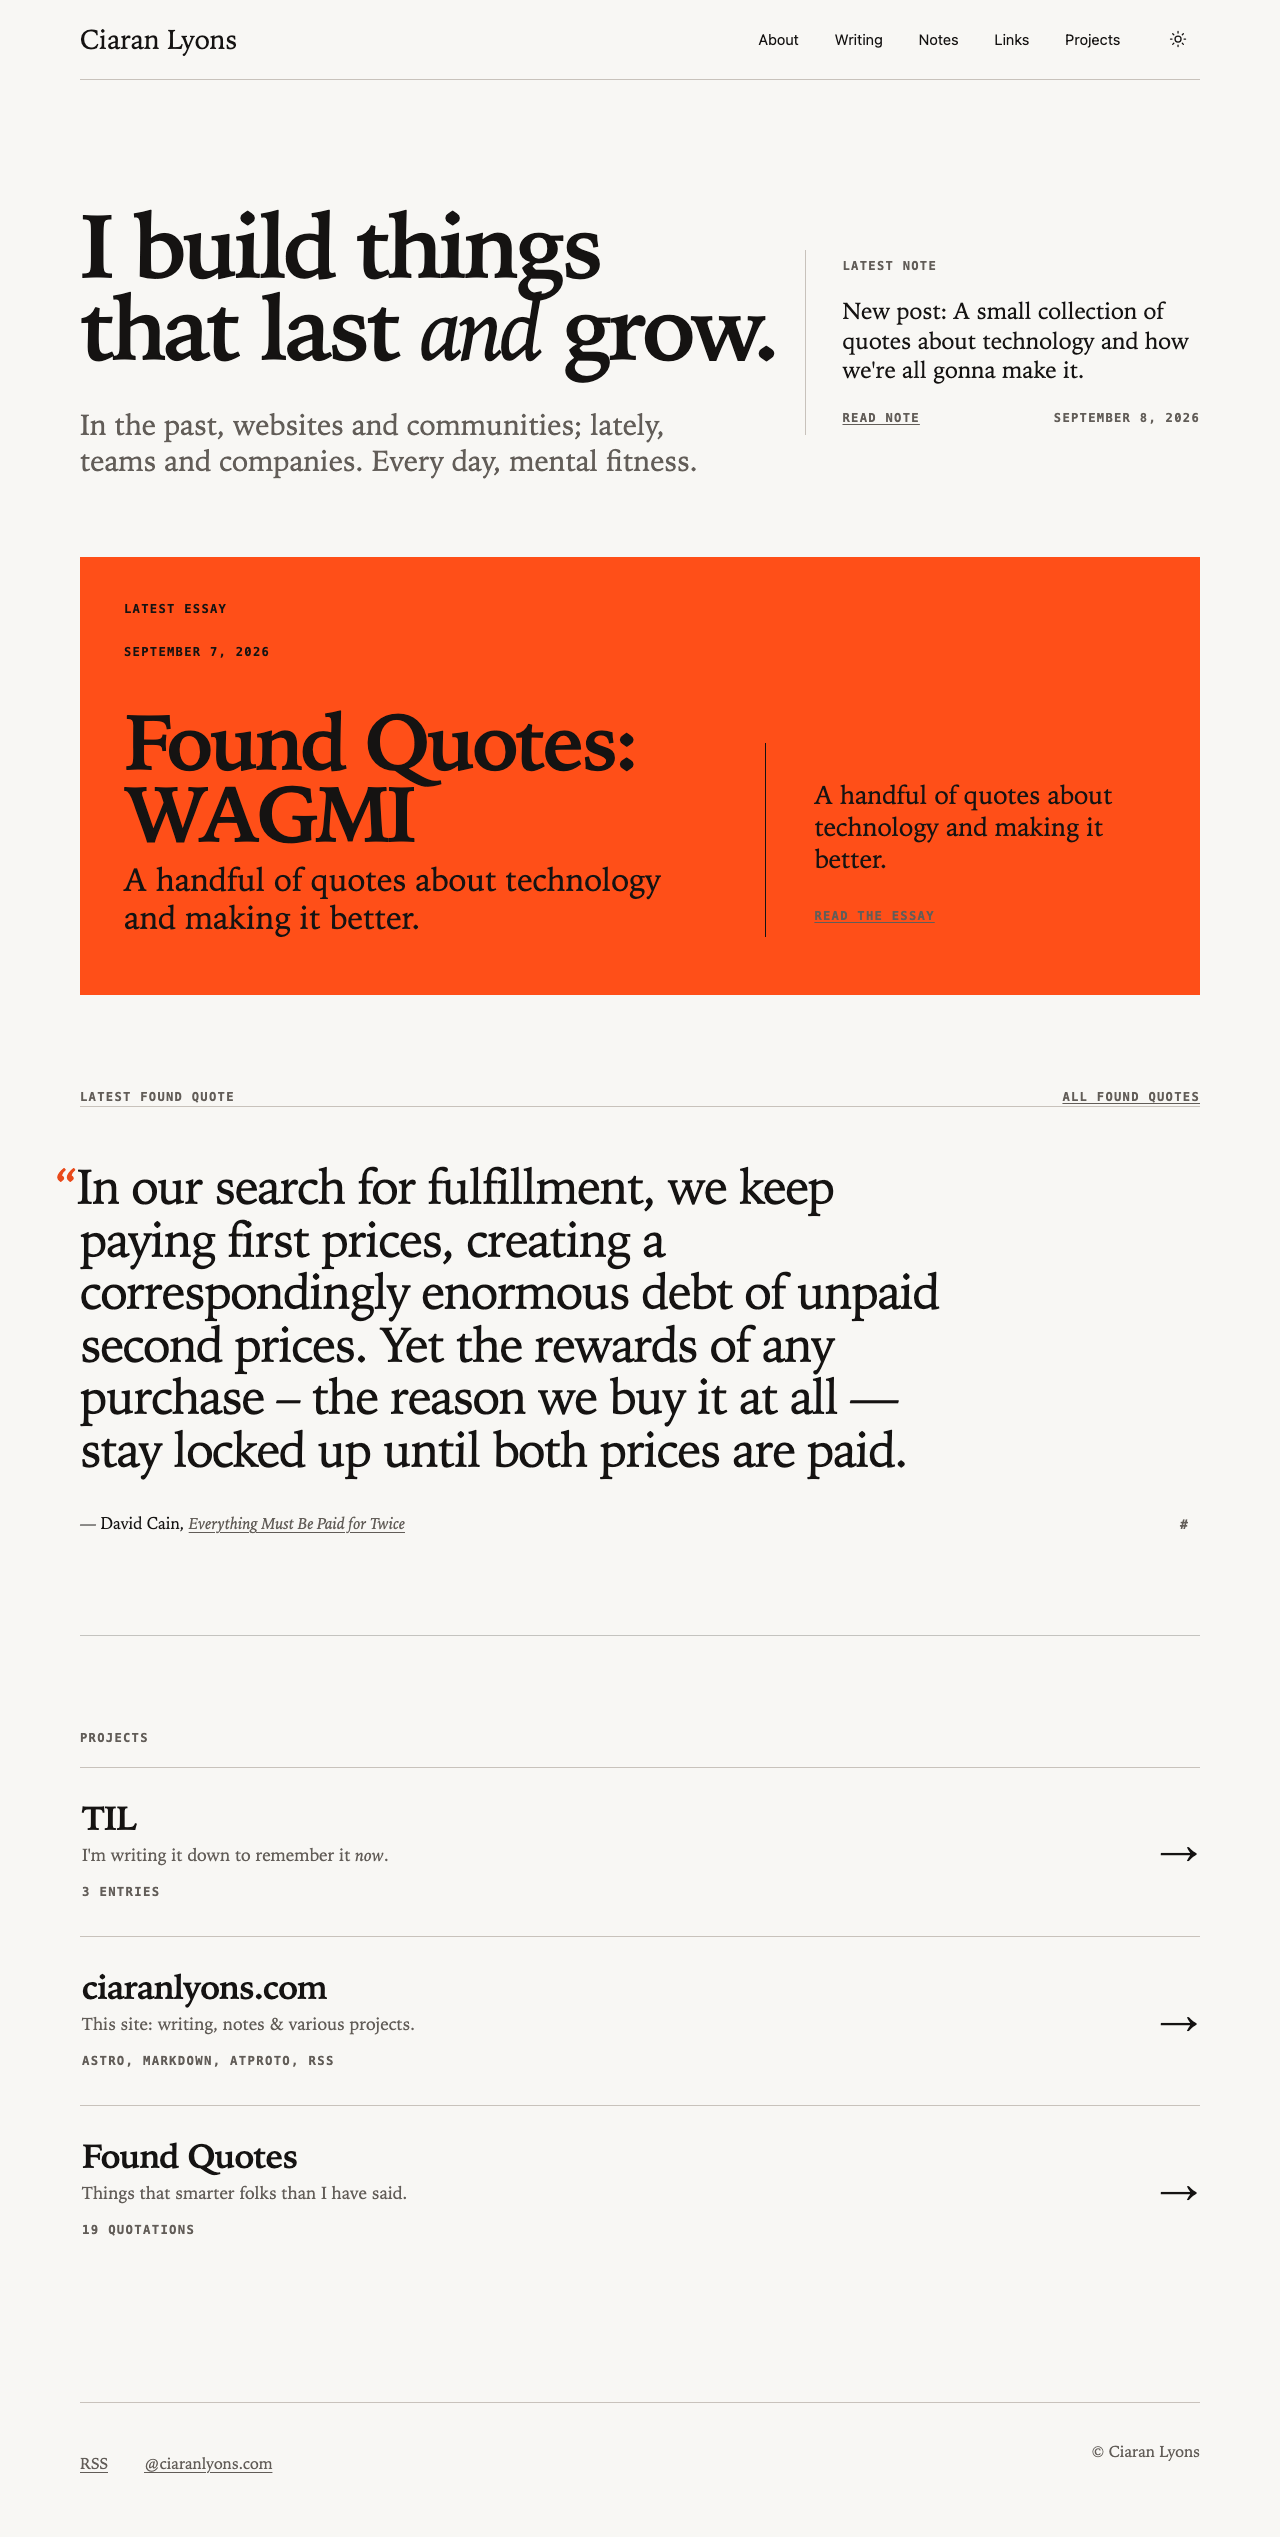 Ciaran Lyons
About Writing Notes Links Projects
I build things
that last and grow.
In the past, websites and communities; lately,
teams and companies. Every day, mental fitness.
LATEST NOTE
New post: A small collection of
quotes about technology and how
we're all gonna make it.
READ NOTE SEPTEMBER 8, 2026
LATEST ESSAY
SEPTEMBER 7, 2026
Found Quotes:
WAGMI
A handful of quotes about technology
and making it better.
A handful of quotes about
technology and making it
better.
READ THE ESSAY
LATEST FOUND QUOTE ALL FOUND QUOTES
“In our search for fulfillment, we keep
paying first prices, creating a
correspondingly enormous debt of unpaid
second prices. Yet the rewards of any
purchase – the reason we buy it at all —
stay locked up until both prices are paid.
— David Cain, Everything Must Be Paid for Twice #
PROJECTS
TIL
I'm writing it down to remember it now.
3 ENTRIES
→
ciaranlyons.com
This site: writing, notes & various projects.
ASTRO, MARKDOWN, ATPROTO, RSS
→
Found Quotes
Things that smarter folks than I have said.
19 QUOTATIONS
→
RSS @ciaranlyons.com
© Ciaran Lyons